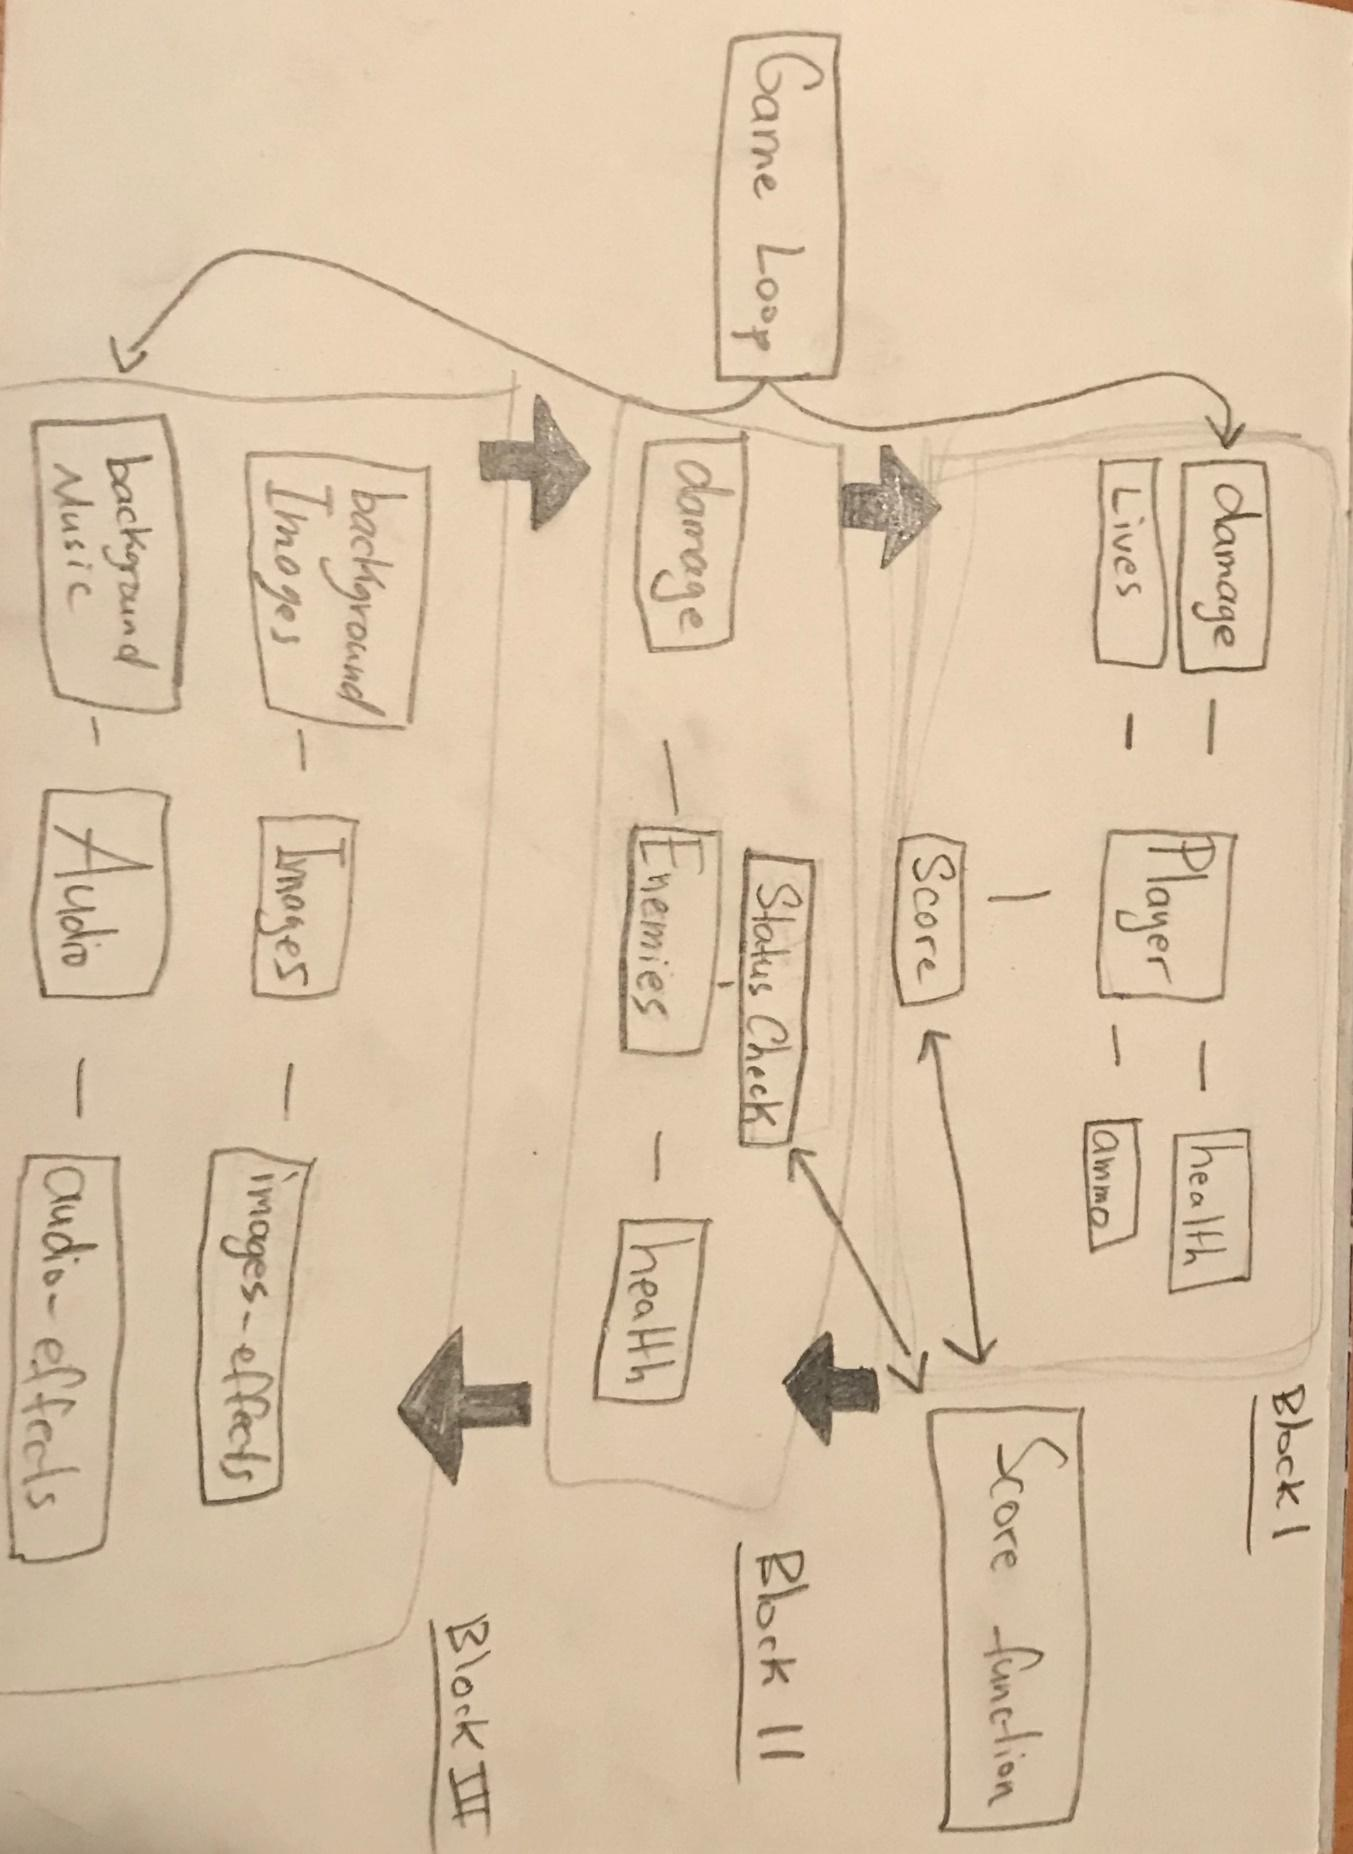 Block I
damage
health
Lives
Player
ammo
Score
Score function
Game Loop
Block II
Status Check
damage
Enemies
health
Block III
background
Images
Images
images-effects
background
Music
Audio
audio-effects